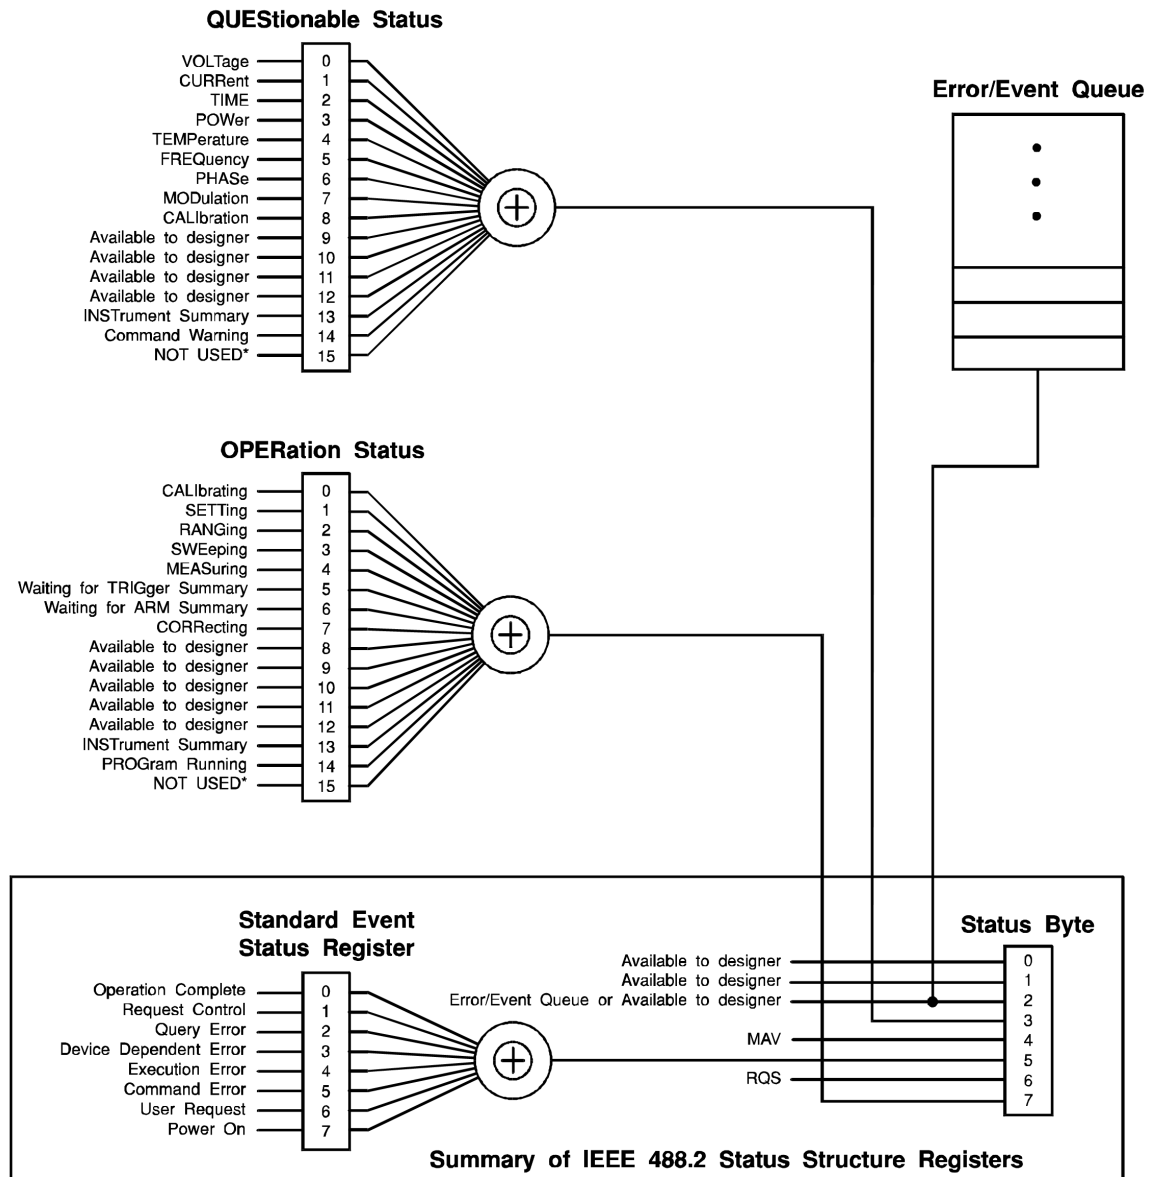 QUEStionable Status
VOLTage 0
CURRent 1
TIME 2
POWer 3
TEMPerature 4
FREQuency 5
PHASe 6
MODulation 7
CALIbration 8
Available to designer 9
Available to designer 10
Available to designer 11
Available to designer 12
INSTrument Summary 13
Command Warning 14
NOT USED* 15
Error/Event Queue
OPERation Status
CALIbrating 0
SETTing 1
RANGing 2
SWEeping 3
MEASuring 4
Waiting for TRIGger Summary 5
Waiting for ARM Summary 6
CORRecting 7
Available to designer 8
Available to designer 9
Available to designer 10
Available to designer 11
Available to designer 12
INSTrument Summary 13
PROGram Running 14
NOT USED* 15
Standard Event
Status Register
Operation Complete 0
Request Control 1
Query Error 2
Device Dependent Error 3
Execution Error 4
Command Error 5
User Request 6
Power On 7
Status Byte
Available to designer 0
Available to designer 1
Error/Event Queue or Available to designer 2
3
MAV 4
5
RQS 6
7
Summary of IEEE 488.2 Status Structure Registers